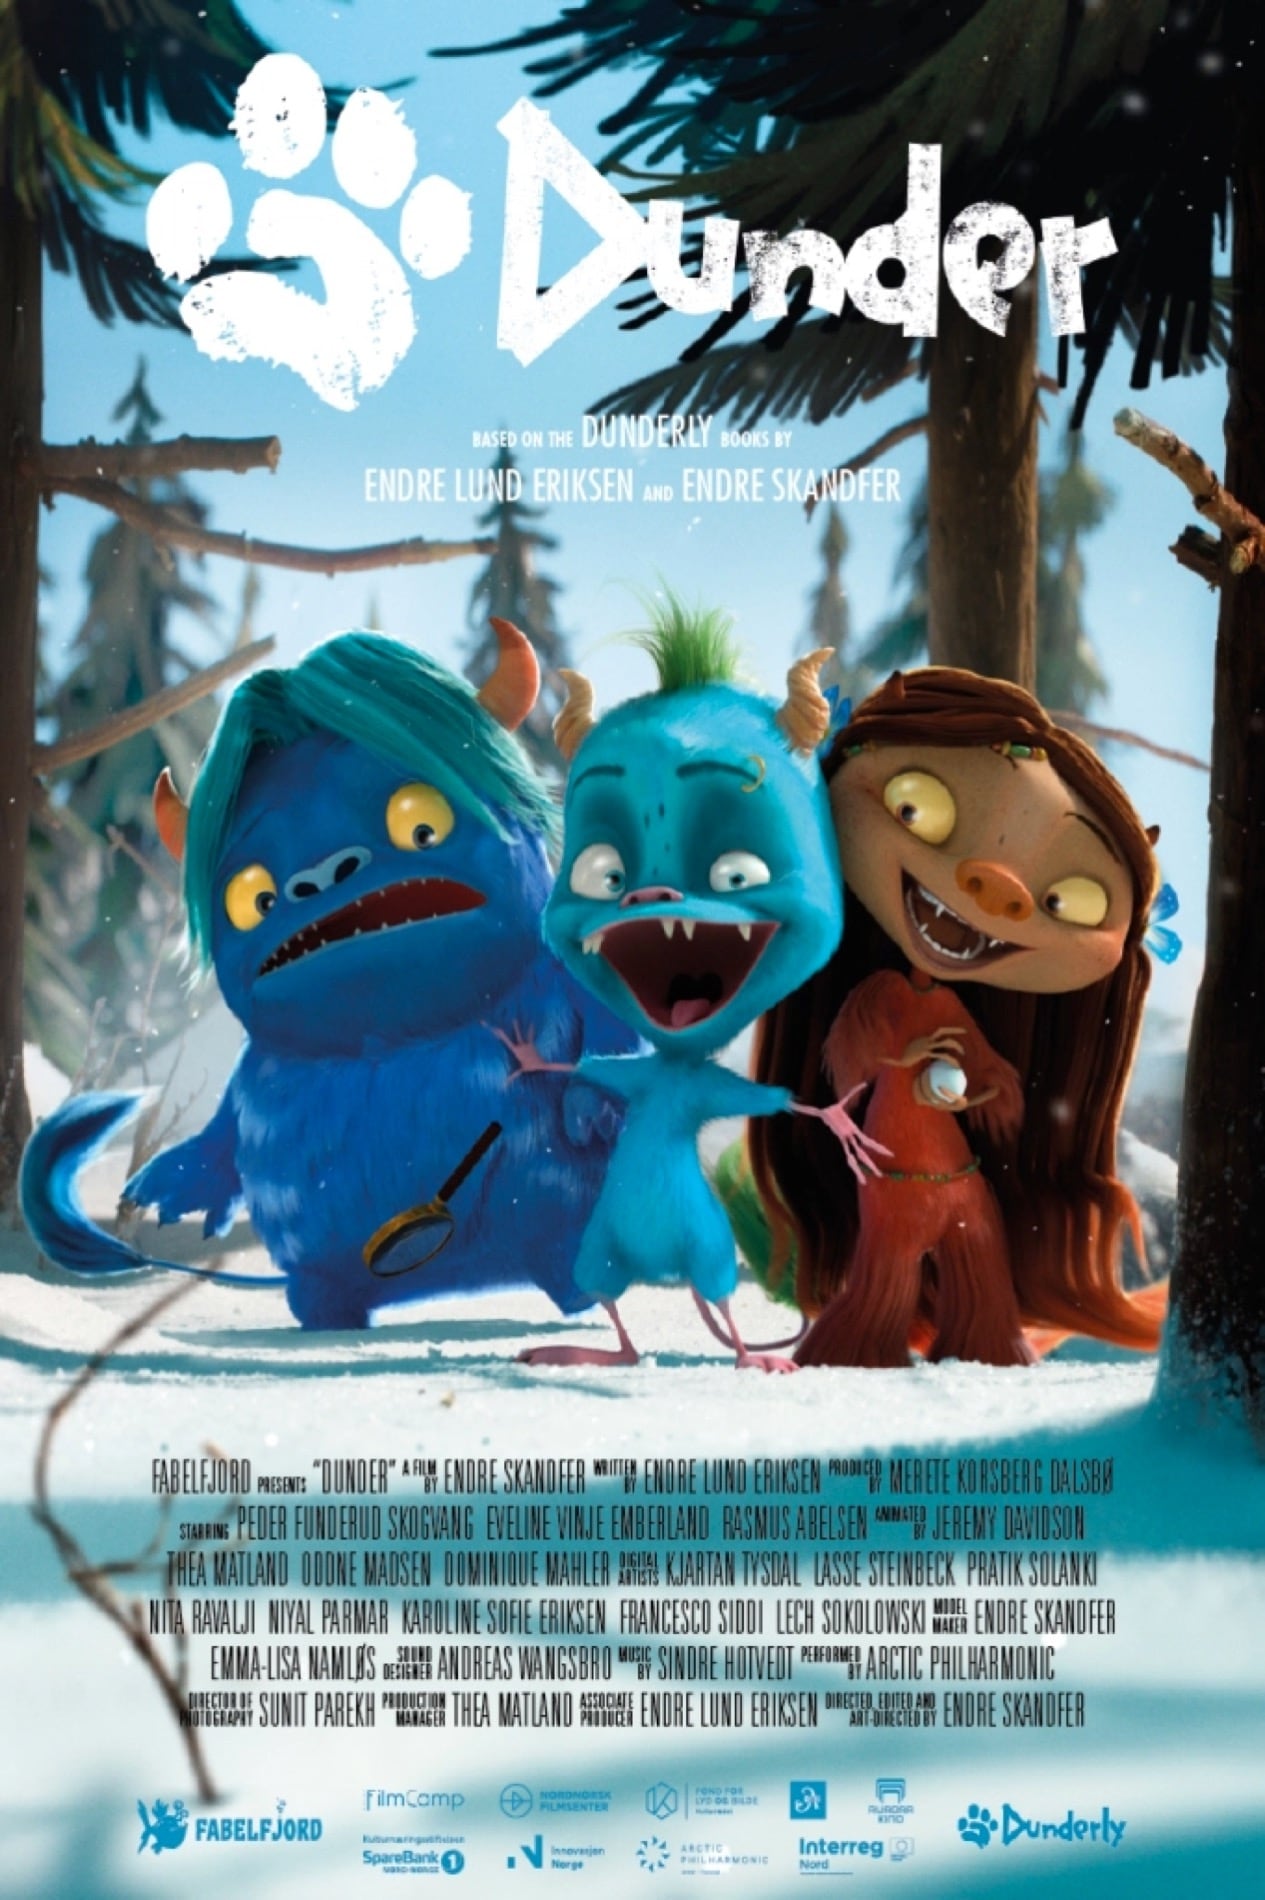 Dunder
BASED ON THE DUNDERLY BOOKS BY
ENDRE LUND ERIKSEN AND ENDRE SKANDFER
FABELFJORD PRESENTS "DUNDER" A FILM BY ENDRE SKANDFER WRITTEN BY ENDRE LUND ERIKSEN PRODUCED BY MERETE KORSBERG DALSBØ
STARRING PEDER FUNDERUD SKOGVANG EVELINE VINJE EMBERLAND RASMUS ABELSEN ANIMATED BY JEREMY DAVIDSON
THEA MATLAND ODDNE MADSEN DOMINIQUE MAHLER DIGITAL ARTISTS KJARTAN TYSDAL LASSE STEINBECK PRATIK SOLANKI
NITA RAVALJI NIYAL PARMAR KAROLINE SOFIE ERIKSEN FRANCESCO SIDDI LECH SOKOLOWSKI MODEL MAKER ENDRE SKANDFER
EMMA-LISA NAMLØS SOUND DESIGNER ANDREAS WANGSBRO MUSIC BY SINDRE HOTVEDT PERFORMED BY ARCTIC PHILHARMONIC
DIRECTOR OF PHOTOGRAPHY SUNIT PAREKH PRODUCTION MANAGER THEA MATLAND ASSOCIATE PRODUCER ENDRE LUND ERIKSEN DIRECTED, EDITED AND ART-DIRECTED BY ENDRE SKANDFER
FABELFJORD
FilmCamp
NORDNORSK FILMSENTER
FOND FOR LYD OG BILDE
Kulturrådet
AURORA KINO
Dunderly
Kulturnæringsstiftelsen
SpareBank 1
NORD-NORGE
Innovasjon Norge
ARCTIC PHILHARMONIC
Interreg
Nord